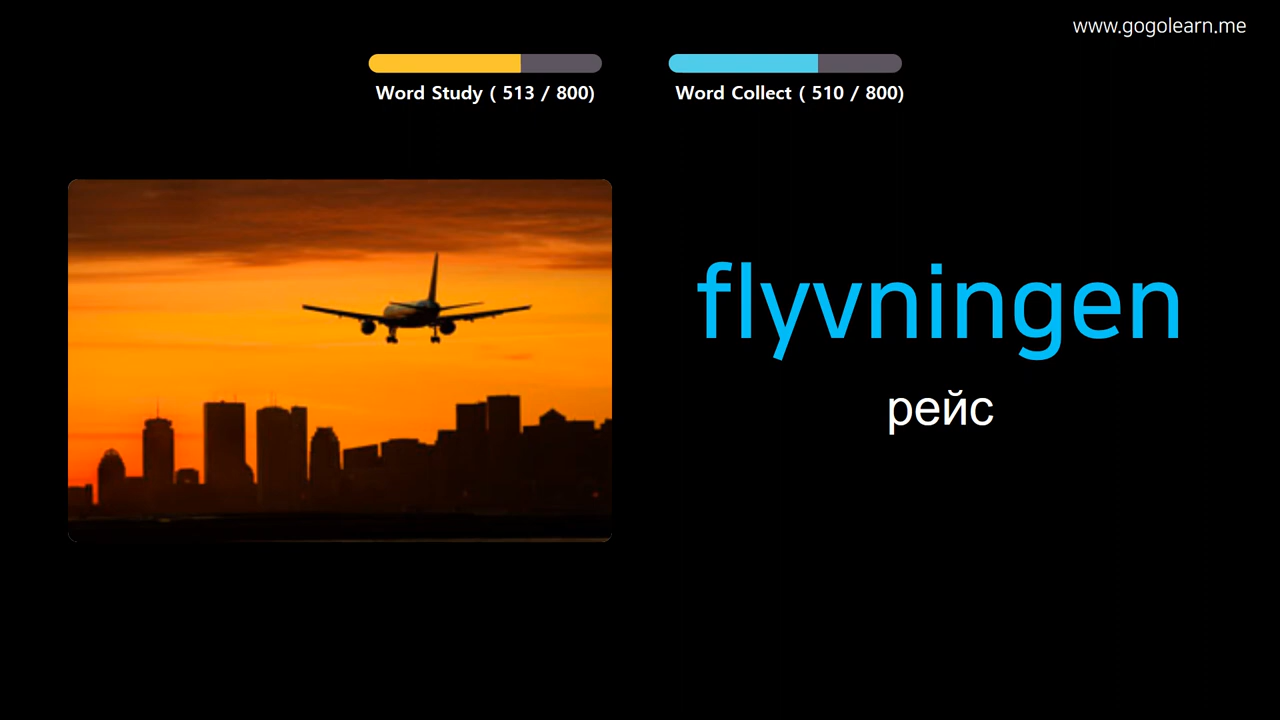 www.gogolearn.me
Word Study ( 513 / 800)
Word Collect ( 510 / 800)
flyvningen
рейс